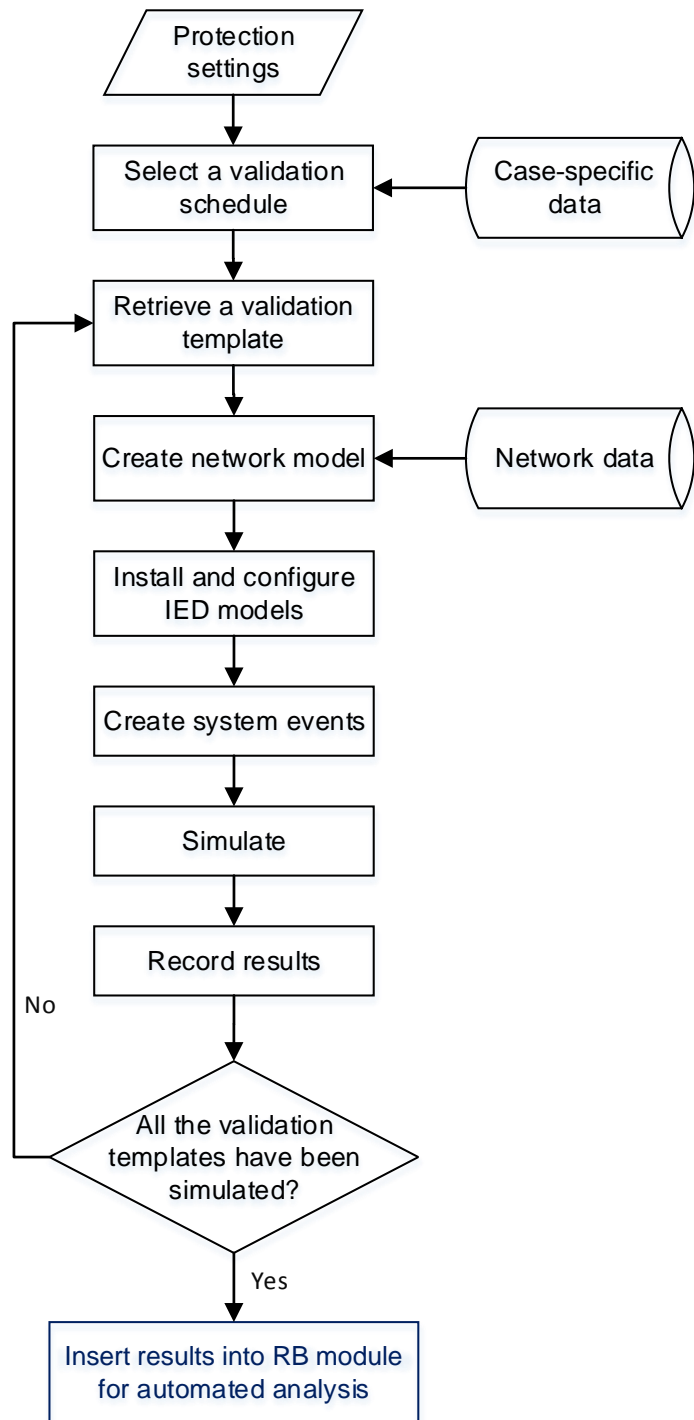 Protection
settings
Select a validation
schedule
Case-specific
data
Retrieve a validation
template
Create network model
Network data
Install and configure
IED models
Create system events
Simulate
Record results
No
All the validation
templates have been
simulated?
Yes
Insert results into RB module
for automated analysis